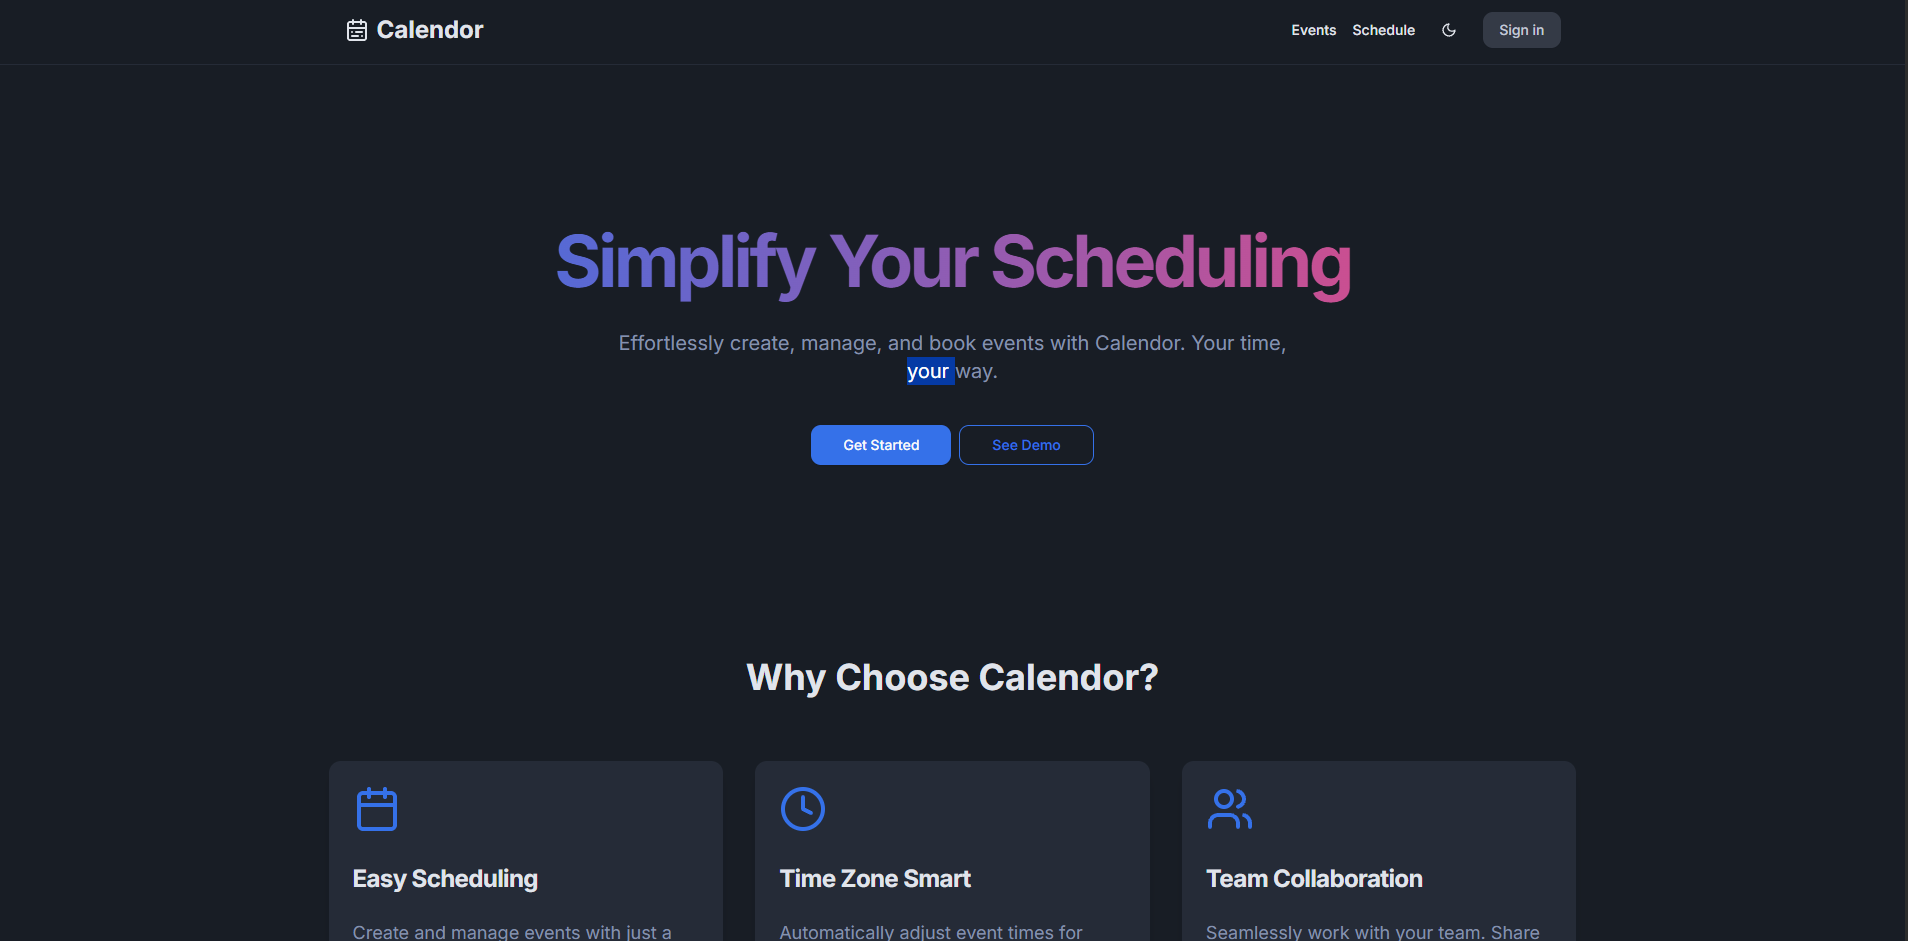 Calendor
Events
Schedule
Sign in
Simplify Your Scheduling
Effortlessly create, manage, and book events with Calendor. Your time,
your way.
Get Started
See Demo
Why Choose Calendor?
Easy Scheduling
Create and manage events with just a
Time Zone Smart
Automatically adjust event times for
Team Collaboration
Seamlessly work with your team. Share